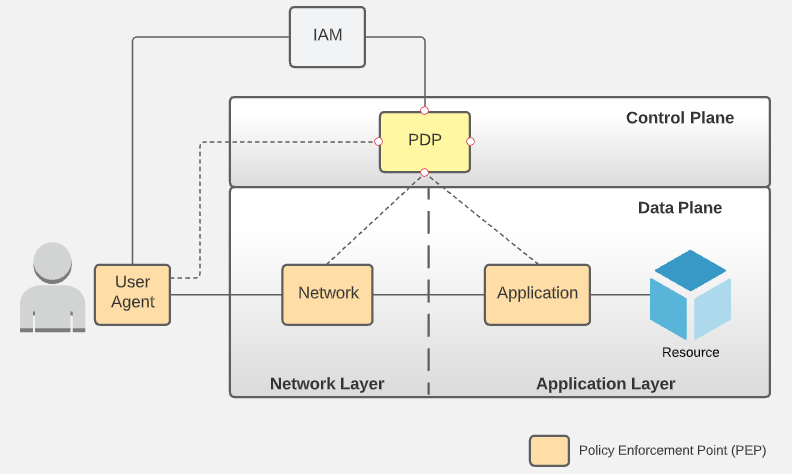 IAM
Control Plane
PDP
Data Plane
User
Agent
Network
Application
Resource
Network Layer
Application Layer
Policy Enforcement Point (PEP)